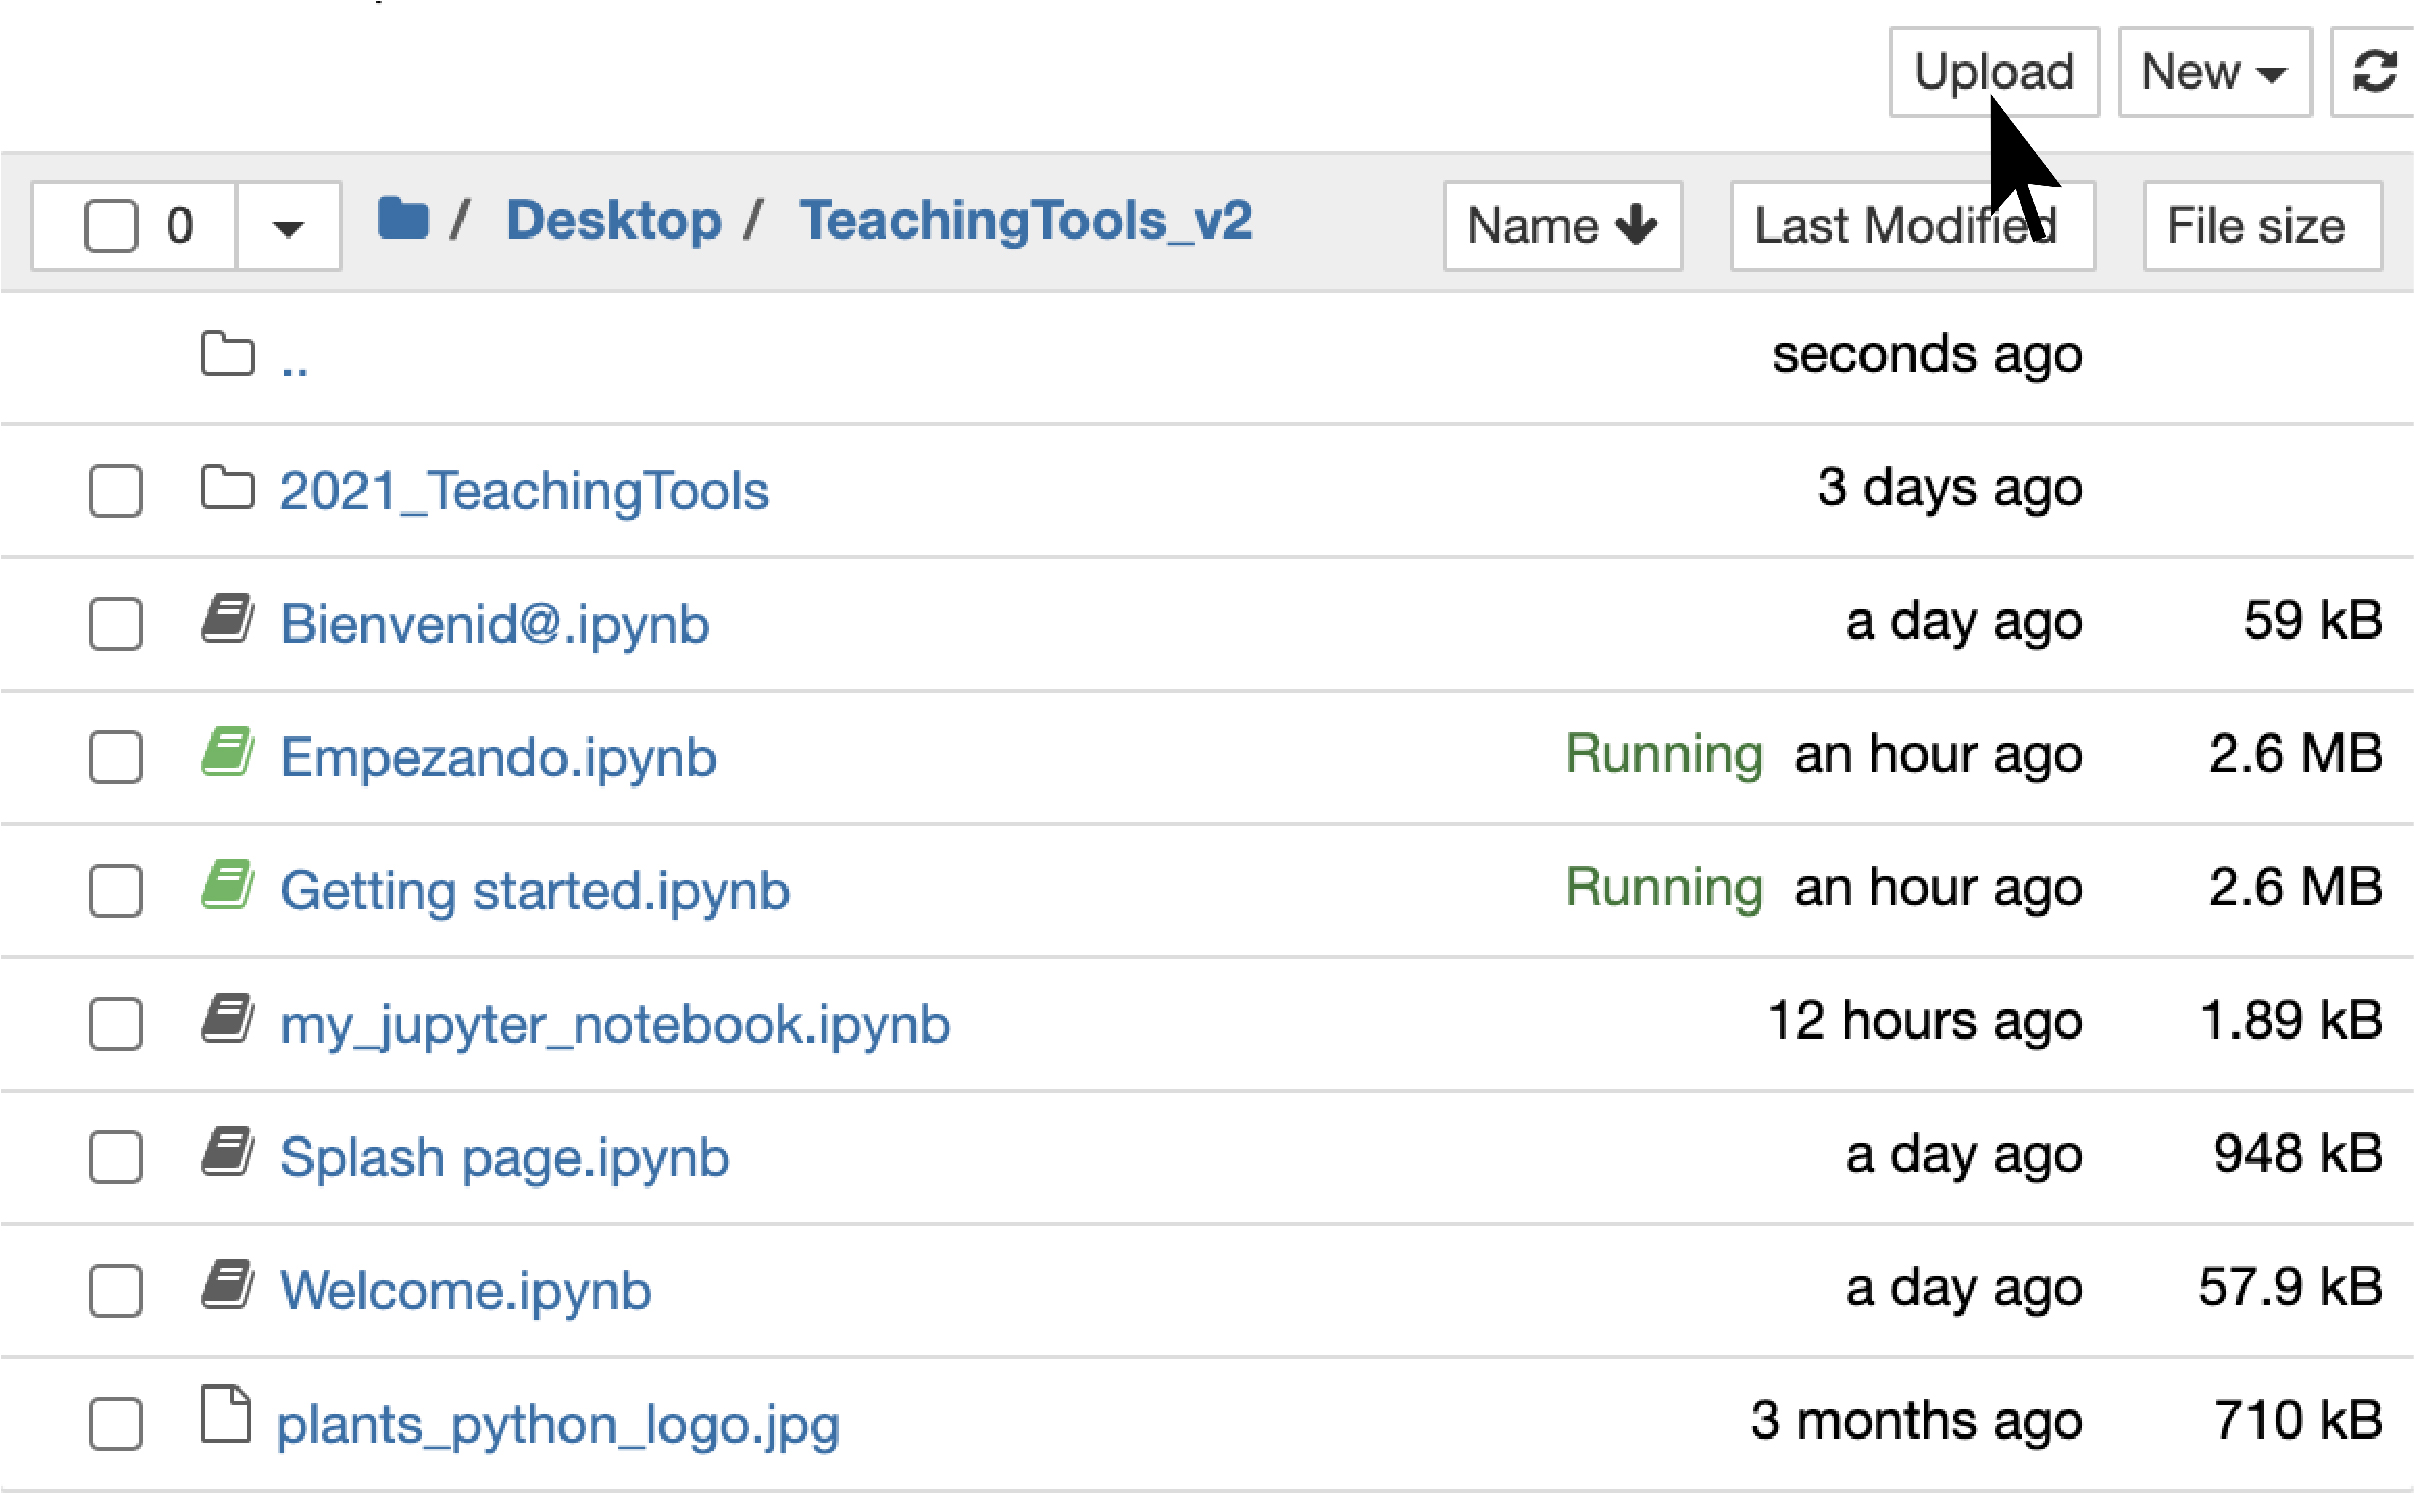 Upload New
0 / Desktop / TeachingTools_v2 Name Last Modified File size
.. seconds ago
2021_TeachingTools 3 days ago
Bienvenid@.ipynb a day ago 59 kB
Empezando.ipynb Running an hour ago 2.6 MB
Getting started.ipynb Running an hour ago 2.6 MB
my_jupyter_notebook.ipynb 12 hours ago 1.89 kB
Splash page.ipynb a day ago 948 kB
Welcome.ipynb a day ago 57.9 kB
plants_python_logo.jpg 3 months ago 710 kB